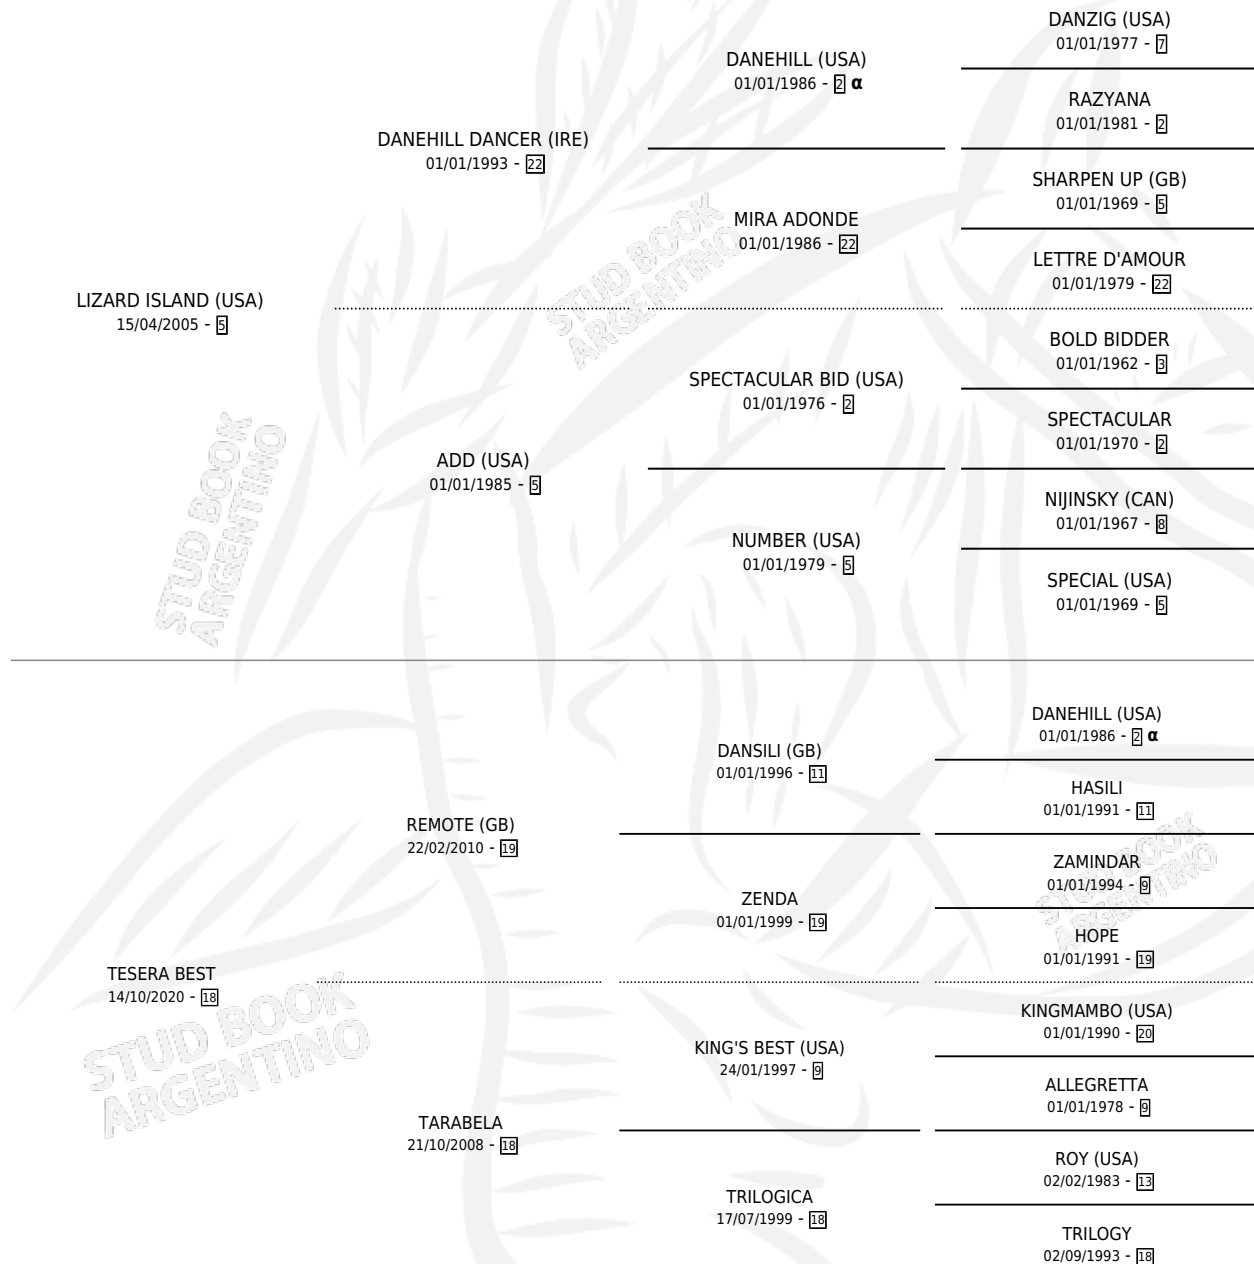 DANZIG (USA)
01/01/1977 - 7
DANEHILL (USA)
01/01/1986 - 2 α
RAZYANA
01/01/1981 - 2
DANEHILL DANCER (IRE)
01/01/1993 - 22
SHARPEN UP (GB)
01/01/1969 - 5
MIRA ADONDE
01/01/1986 - 22
LETTRE D'AMOUR
01/01/1979 - 22
STUD BOOK
ARGENTINO
LIZARD ISLAND (USA)
15/04/2005 - 5
BOLD BIDDER
01/01/1962 - 3
SPECTACULAR BID (USA)
01/01/1976 - 2
SPECTACULAR
01/01/1970 - 2
ADD (USA)
01/01/1985 - 5
STUD BOOK
ARGENTINO
NIJINSKY (CAN)
01/01/1967 - 8
NUMBER (USA)
01/01/1979 - 5
SPECIAL (USA)
01/01/1969 - 5
DANEHILL (USA)
01/01/1986 - 2 α
DANSILI (GB)
01/01/1996 - 11
HASILI
01/01/1991 - 11
REMOTE (GB)
22/02/2010 - 19
ZAMINDAR
01/01/1994 - 9
STUD BOOK
ARGENTINO
ZENDA
01/01/1999 - 19
HOPE
01/01/1991 - 19
TESERA BEST
14/10/2020 - 18
STUD BOOK
ARGENTINO
KINGMAMBO (USA)
01/01/1990 - 20
KING'S BEST (USA)
24/01/1997 - 9
ALLEGRETTA
01/01/1978 - 9
TARABELA
21/10/2008 - 18
ROY (USA)
02/02/1983 - 13
TRILOGICA
17/07/1999 - 18
TRILOGY
02/09/1993 - 18